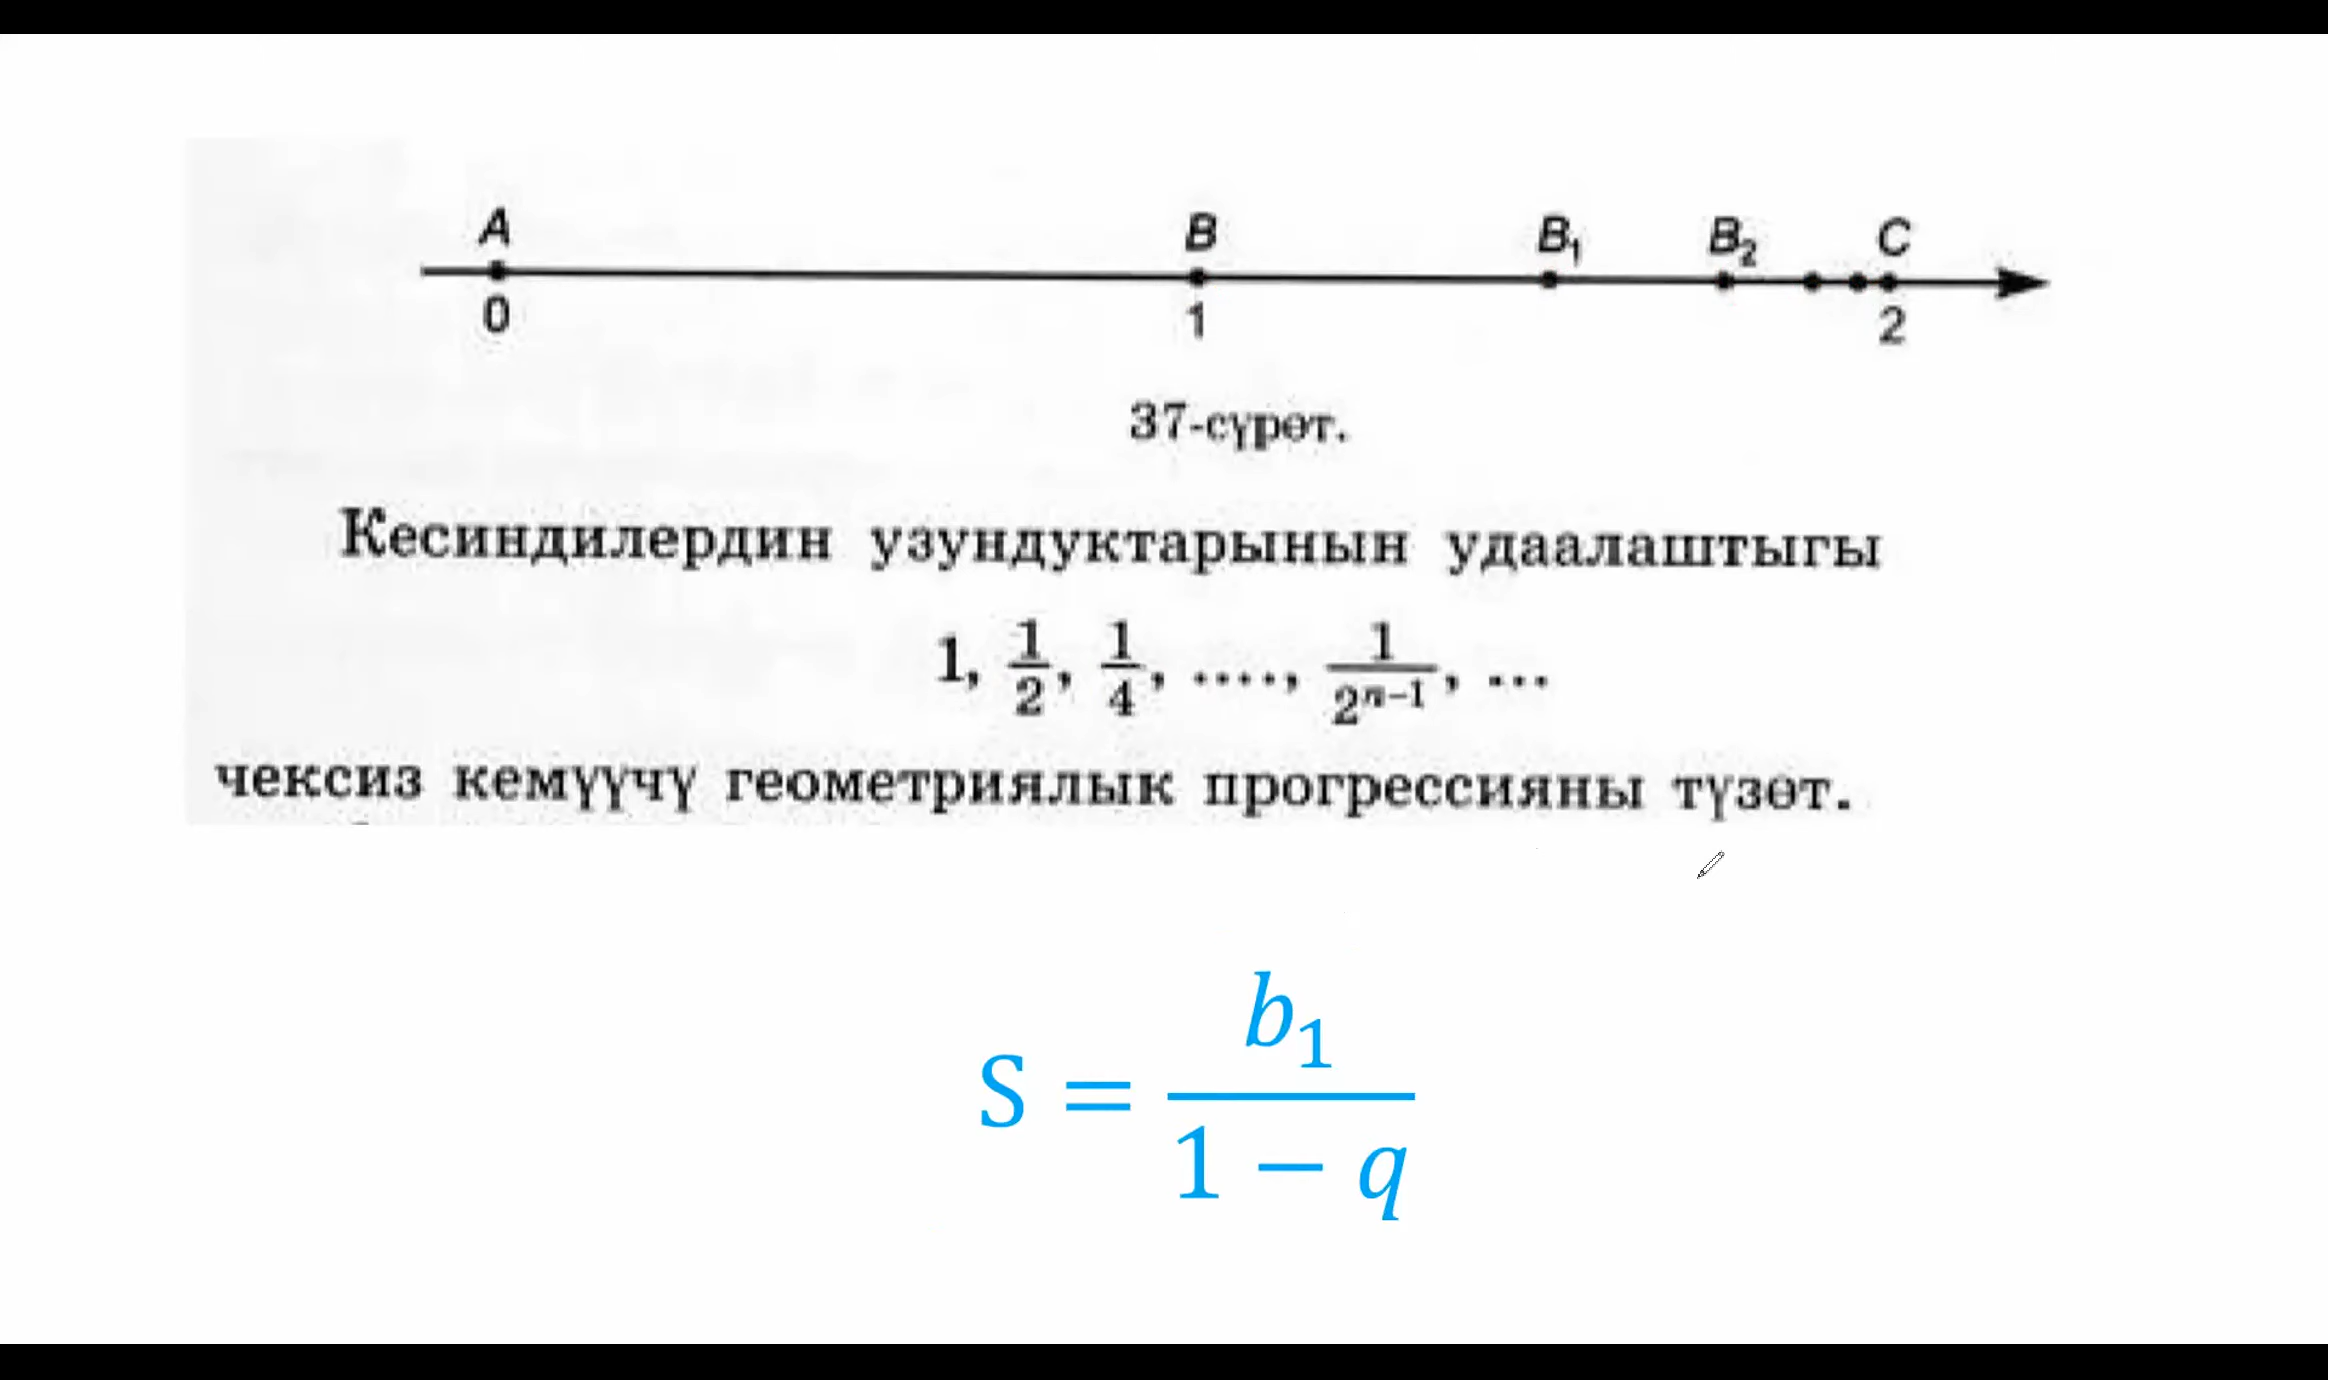 A B B₁ B₂ C
0 1 2
37-сүрөт.
Кесиндилердин узундуктарынын удаалаштыгы
1, 1/2, 1/4, ...., 1/2ⁿ⁻¹, ...
чексиз кемүүчү геометриялык прогрессияны түзөт.
S = b₁/(1 − q)